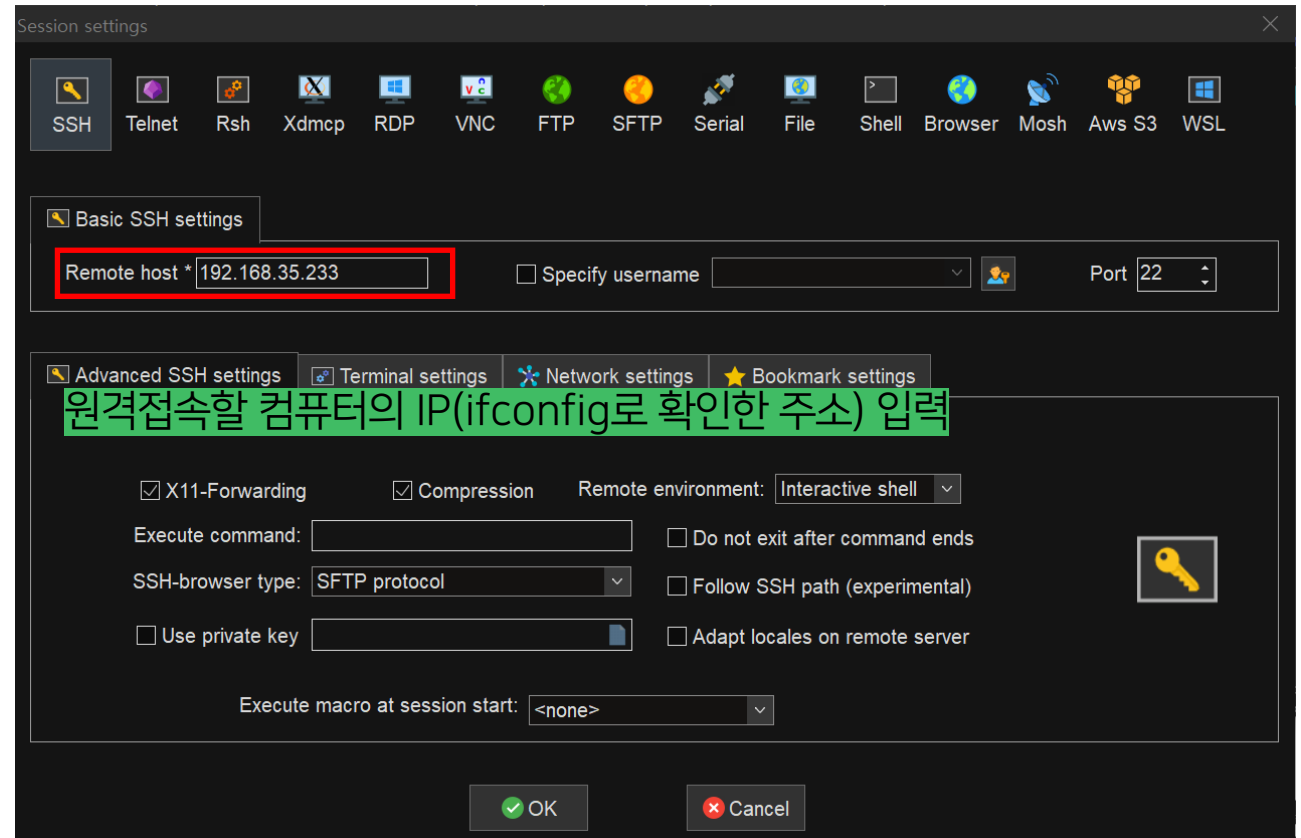 Session settings
SSH Telnet Rsh Xdmcp RDP VNC FTP SFTP Serial File Shell Browser Mosh Aws S3 WSL
Basic SSH settings
Remote host * 192.168.35.233 Specify username Port 22
Advanced SSH settings Terminal settings Network settings Bookmark settings
원격접속할 컴퓨터의 IP(ifconfig로 확인한 주소) 입력
X11-Forwarding Compression Remote environment: Interactive shell
Execute command: Do not exit after command ends
SSH-browser type: SFTP protocol Follow SSH path (experimental)
Use private key Adapt locales on remote server
Execute macro at session start: <none>
OK Cancel